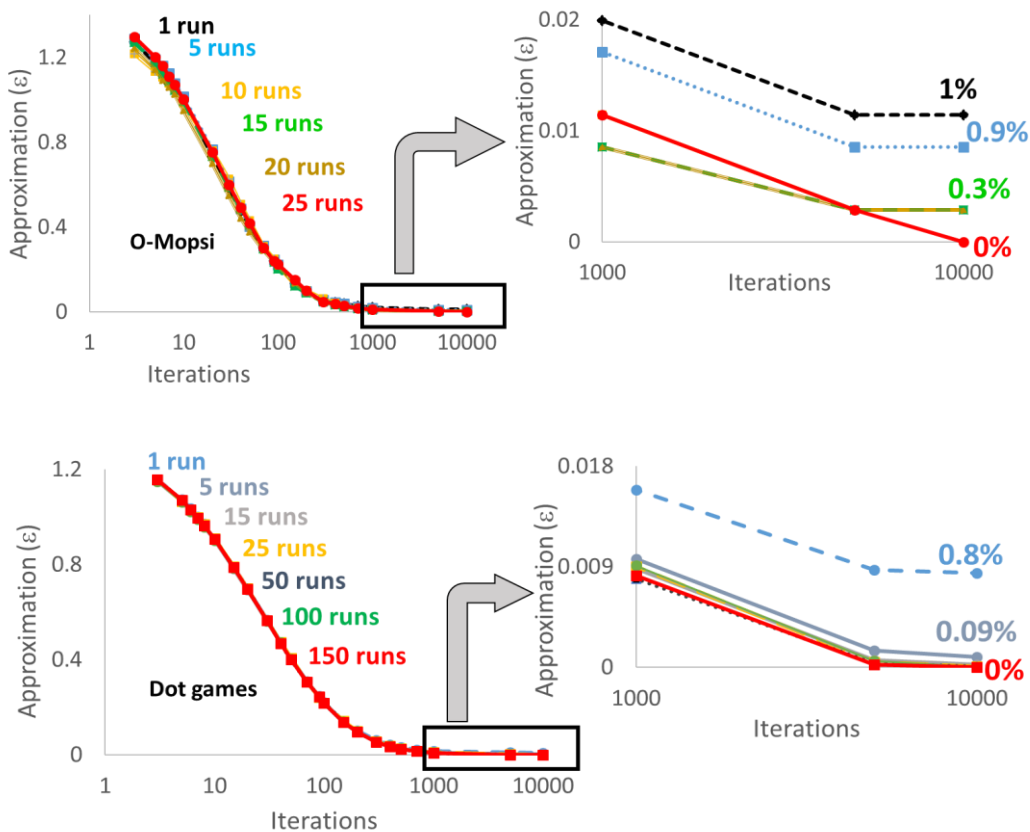 1 run
5 runs
10 runs
15 runs
20 runs
25 runs
O-Mopsi
Approximation (ε)
1.2
0.8
0.4
0
1
10
100
1000
10000
Iterations
Approximation (ε)
0.02
0.01
0
1%
0.9%
0.3%
0%
1000
10000
Iterations
1 run
5 runs
15 runs
25 runs
50 runs
100 runs
150 runs
Dot games
Approximation (ε)
1.2
0.8
0.4
0
1
10
100
1000
10000
Iterations
Approximation (ε)
0.018
0.009
0
0.8%
0.09%
0%
1000
10000
Iterations